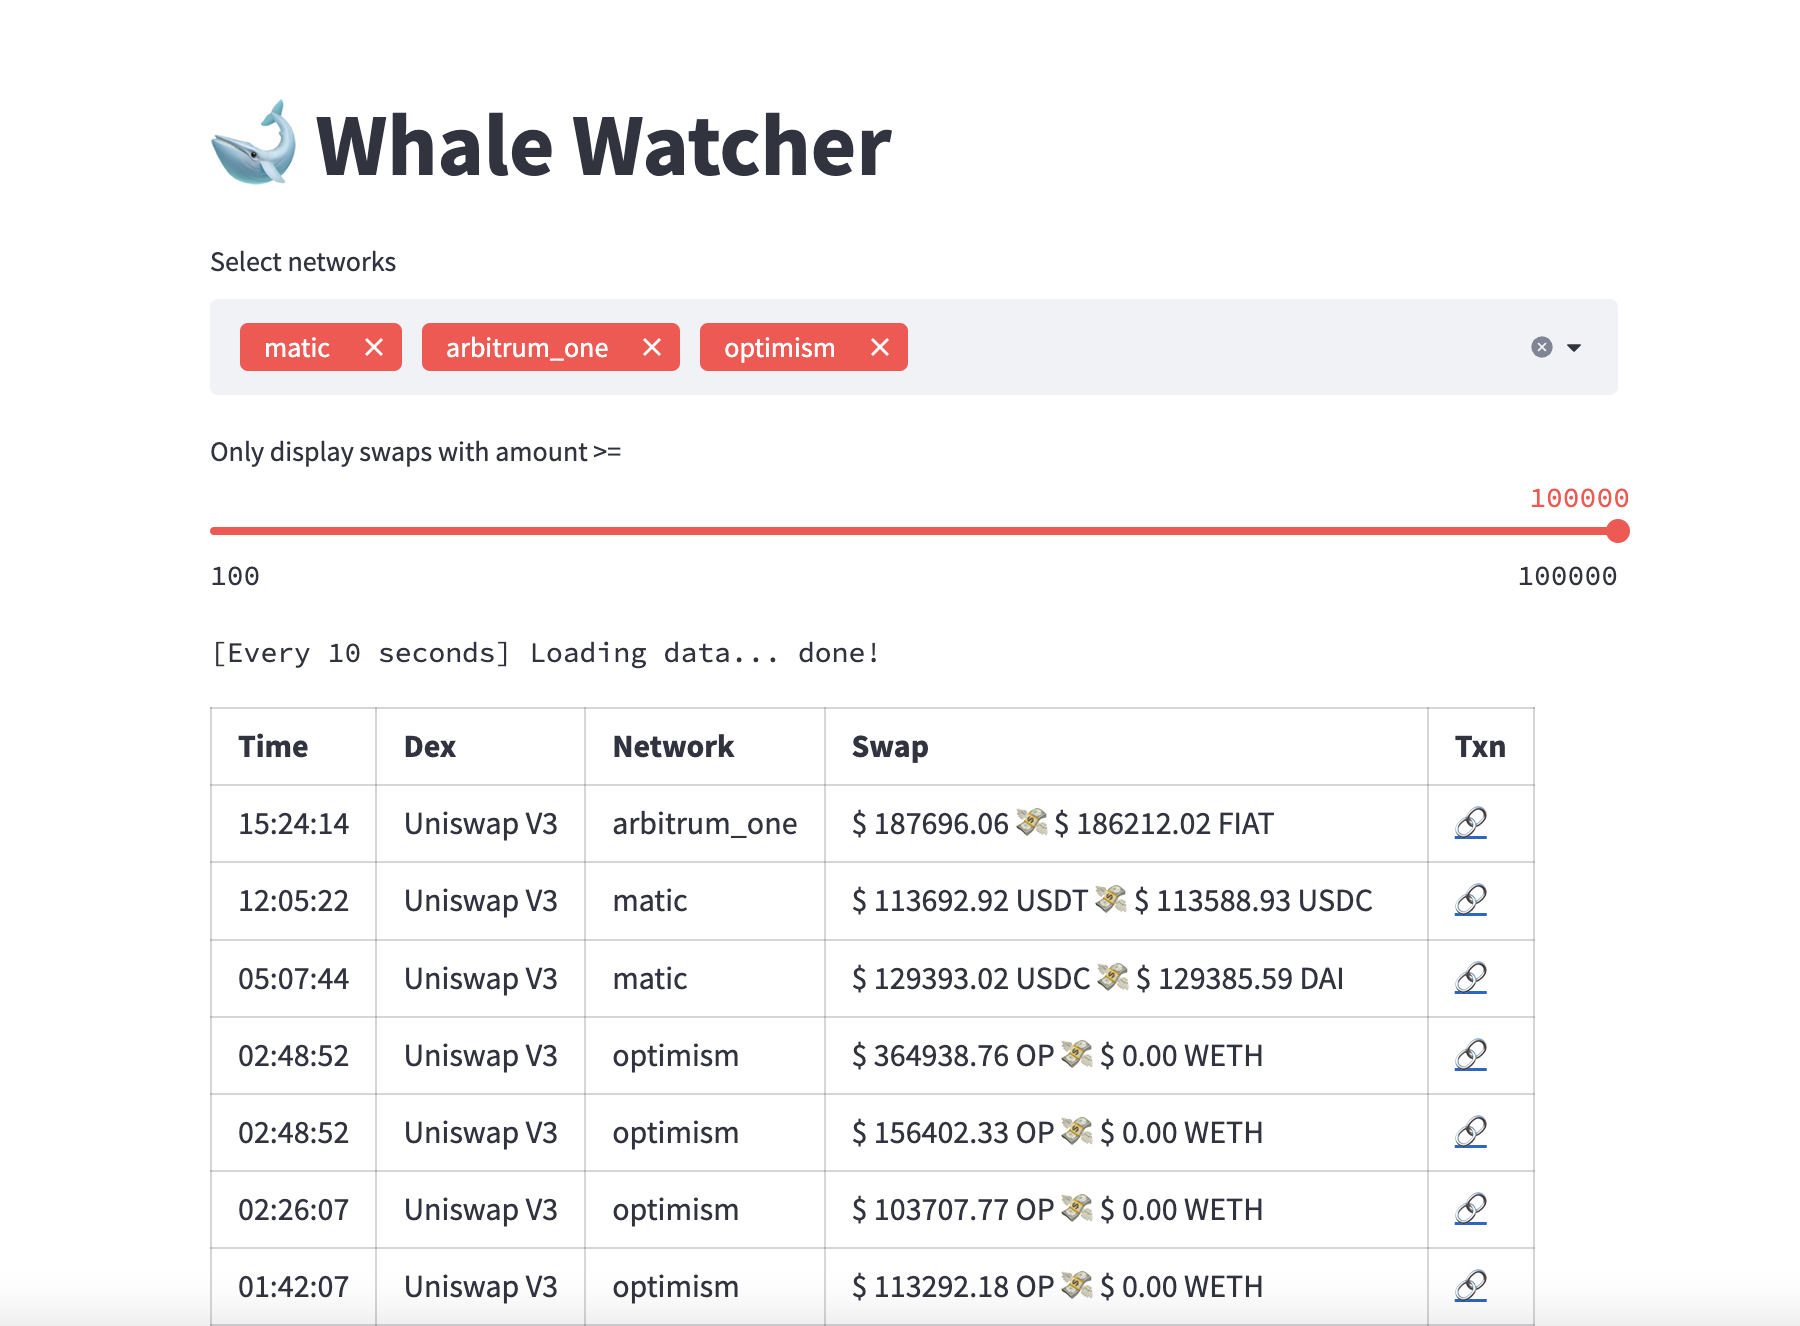 Whale Watcher
Select networks
matic arbitrum_one optimism
Only display swaps with amount >=
100000
100 100000
[Every 10 seconds] Loading data... done!
Time Dex Network Swap Txn
15:24:14 Uniswap V3 arbitrum_one $ 187696.06 💸 $ 186212.02 FIAT 🔗
12:05:22 Uniswap V3 matic $ 113692.92 USDT 💸 $ 113588.93 USDC 🔗
05:07:44 Uniswap V3 matic $ 129393.02 USDC 💸 $ 129385.59 DAI 🔗
02:48:52 Uniswap V3 optimism $ 364938.76 OP 💸 $ 0.00 WETH 🔗
02:48:52 Uniswap V3 optimism $ 156402.33 OP 💸 $ 0.00 WETH 🔗
02:26:07 Uniswap V3 optimism $ 103707.77 OP 💸 $ 0.00 WETH 🔗
01:42:07 Uniswap V3 optimism $ 113292.18 OP 💸 $ 0.00 WETH 🔗